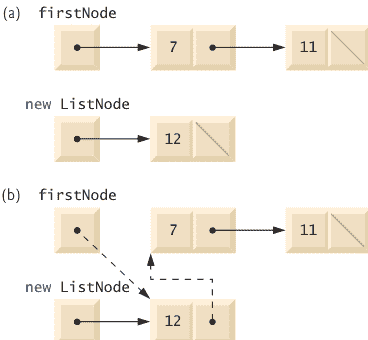 (a) firstNode
7 11
new ListNode
12
(b) firstNode
7 11
new ListNode
12